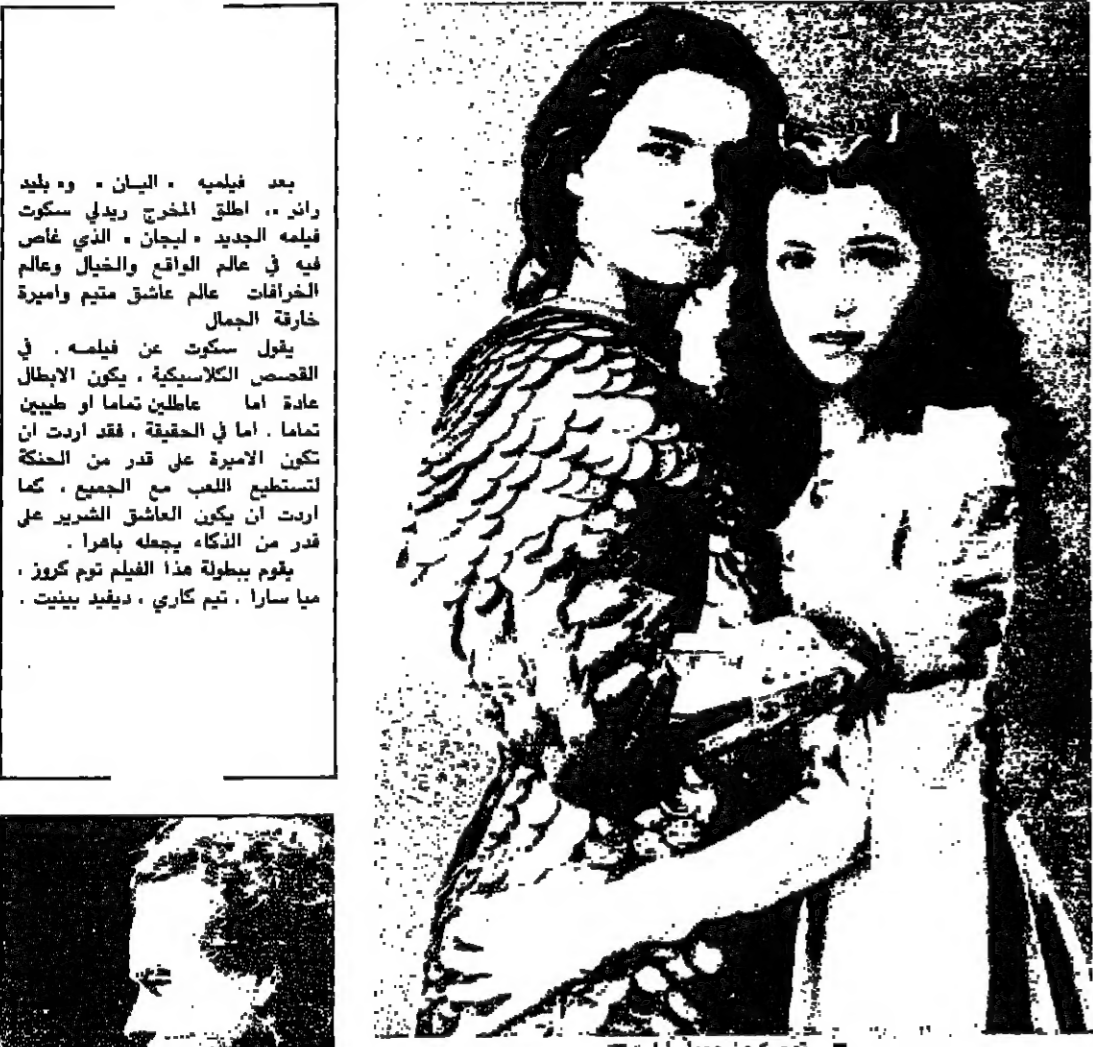 بعد فيلميه « اليان » و« بليد
رانر »، اطلق المخرج ريدلي سكوت
فيلمه الجديد « ليجان » الذي غاص
فيه في عالم الواقع والخيال وعالم
الخرافات عالم عاشق متيم واميرة
خارقة الجمال
يقول سكوت عن فيلمه . في
القصص الكلاسيكية ، يكون الابطال
عادة اما عاطلين تماما او طيبين
تماما . اما في الحقيقة ، فقد اردت ان
تكون الاميرة على قدر من الحنكة
لتستطيع اللعب مع الجميع ، كما
اردت ان يكون العاشق الشرير على
قدر من الذكاء يجعله باهرا .
يقوم ببطولة هذا الفيلم توم كروز ،
ميا سارا ، تيم كاري ، ديفيد بينيت .